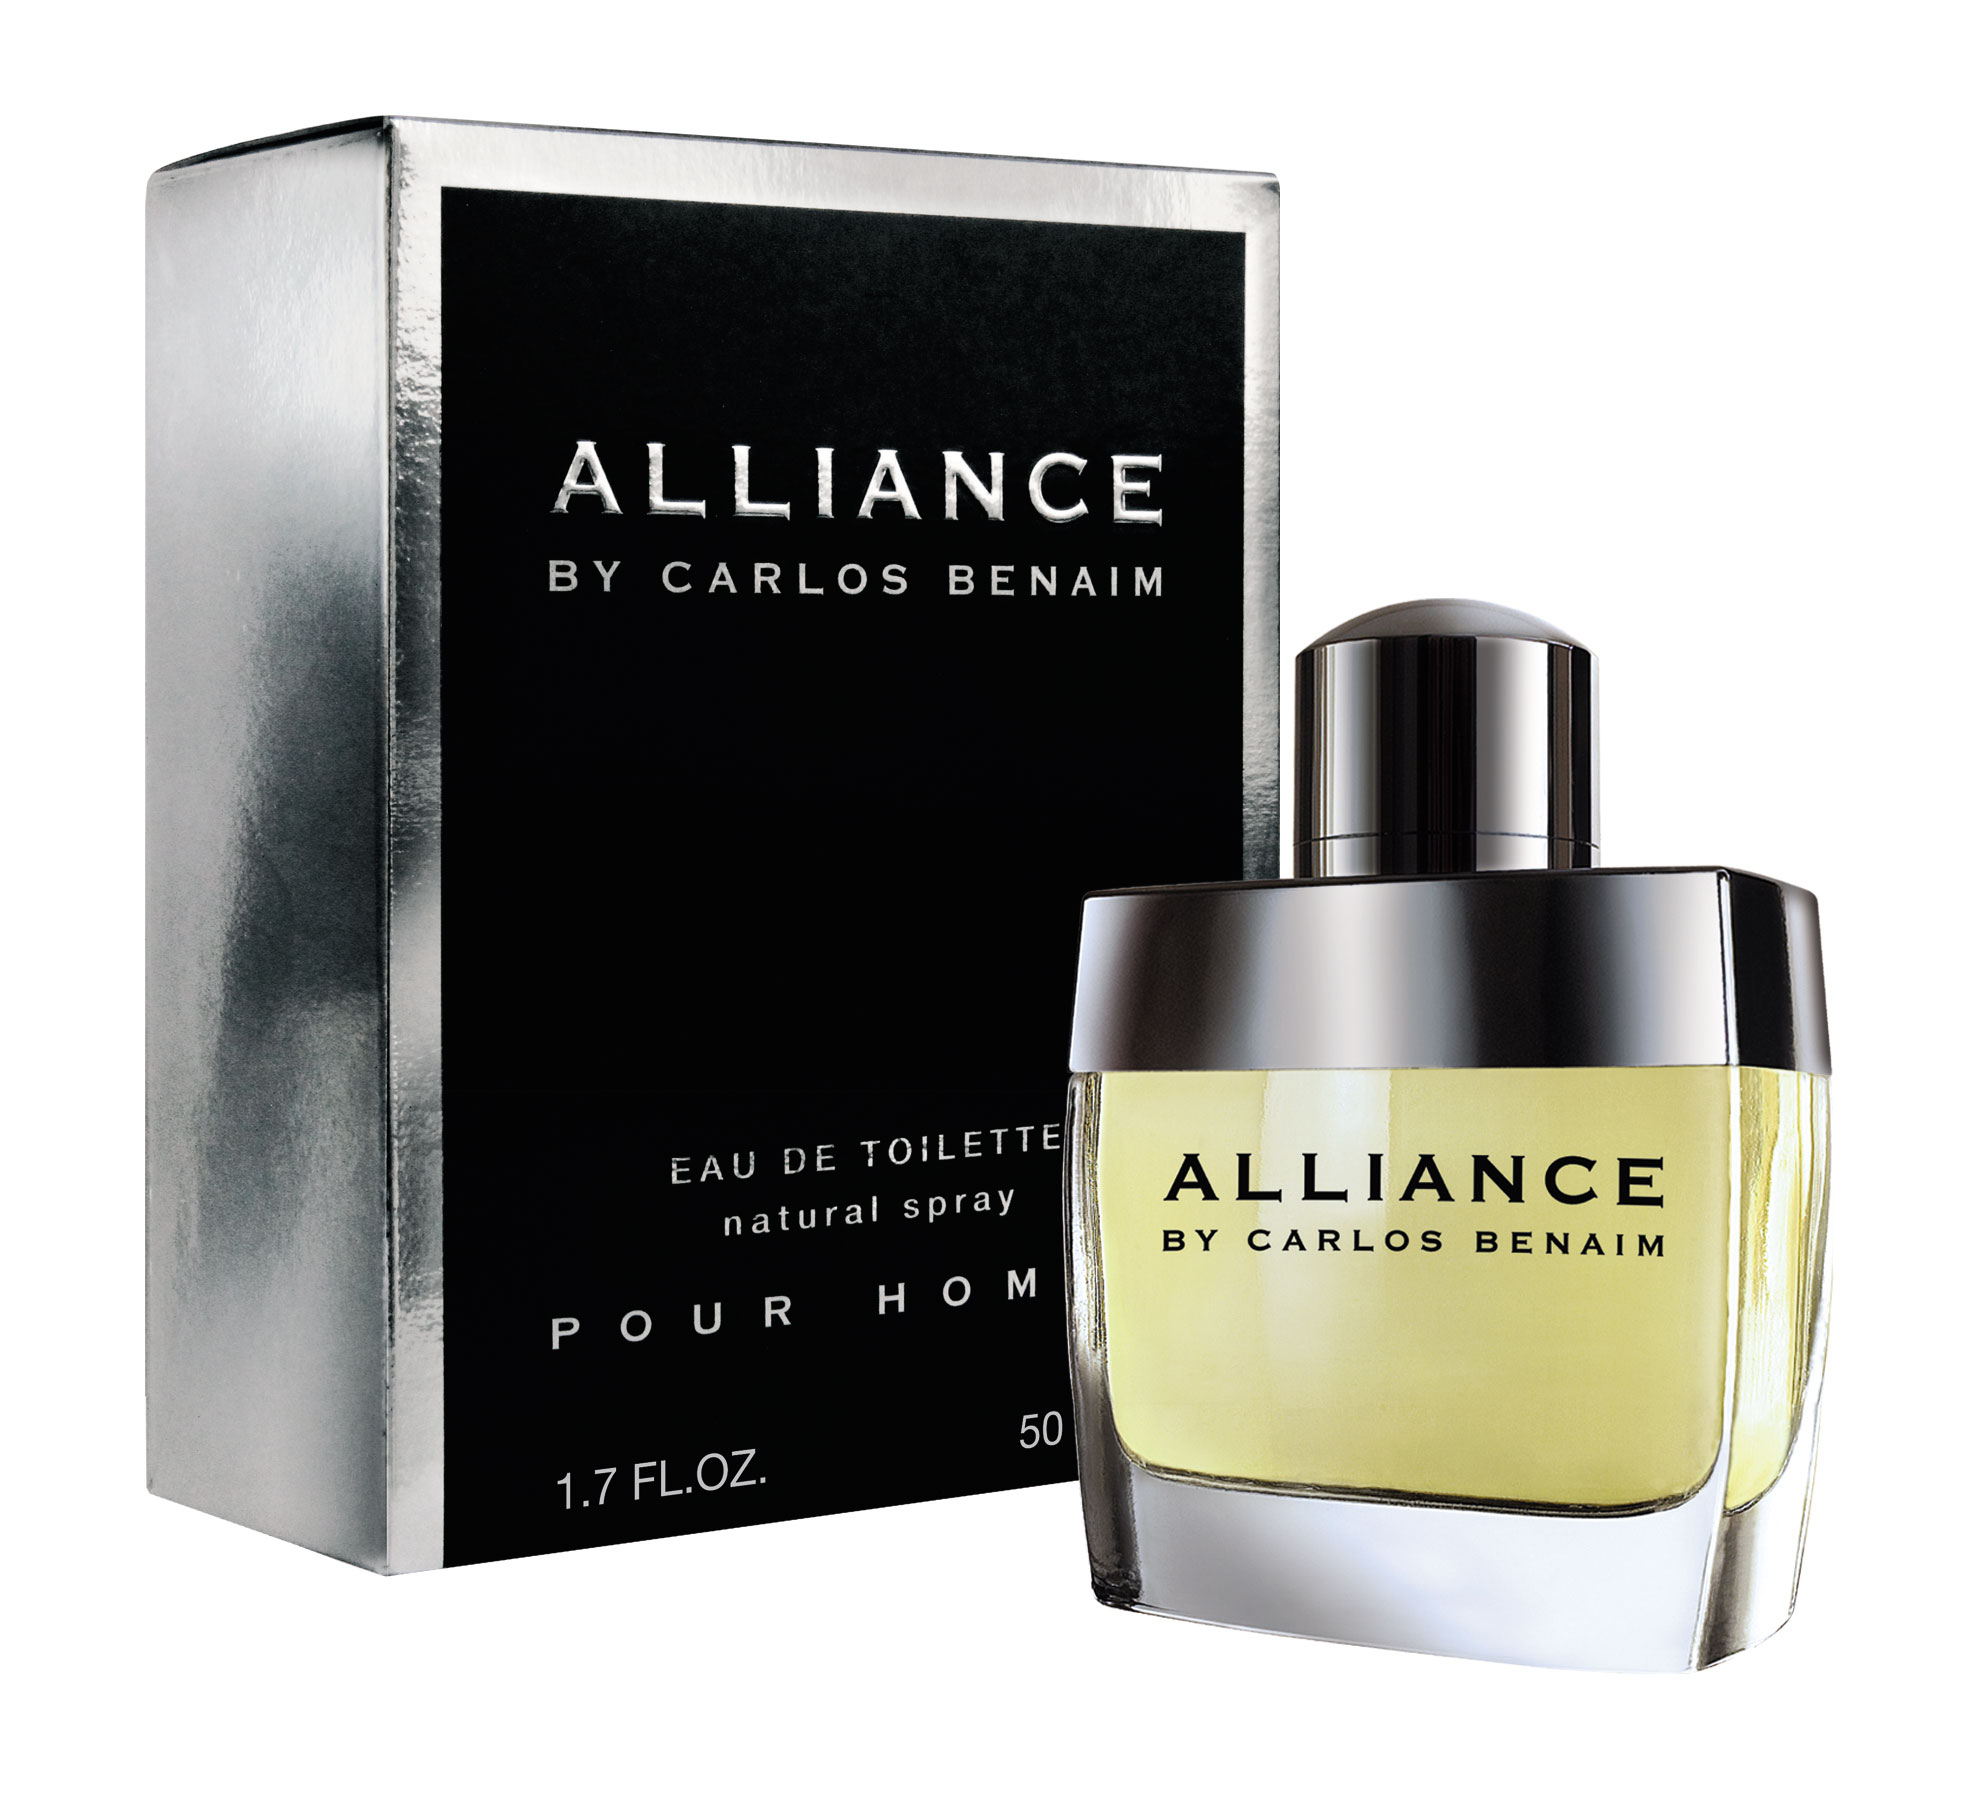 ALLIANCE
BY CARLOS BENAIM
EAU DE TOILETTE
natural spray
POUR HOM
1.7 FL.OZ. 50
ALLIANCE
BY CARLOS BENAIM